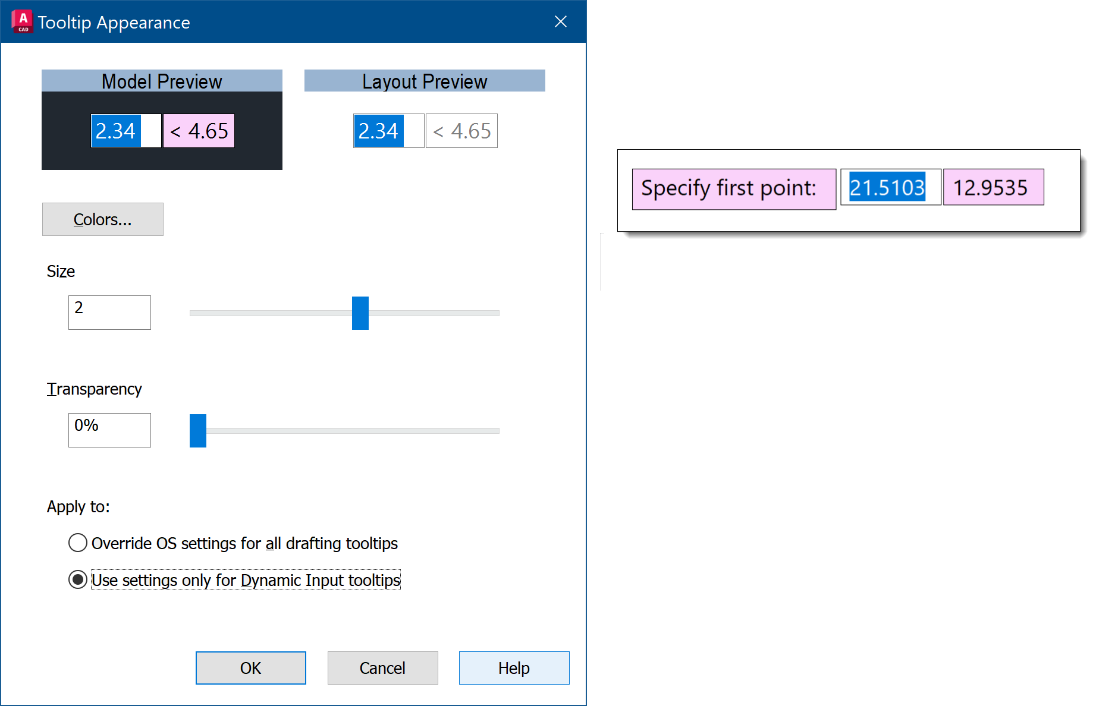 A
CAD
Tooltip Appearance
Model Preview
Layout Preview
2.34 < 4.65
2.34 < 4.65
Specify first point: 21.5103 12.9535
Colors...
Size
2
Transparency
0%
Apply to:
Override OS settings for all drafting tooltips
Use settings only for Dynamic Input tooltips
OK
Cancel
Help